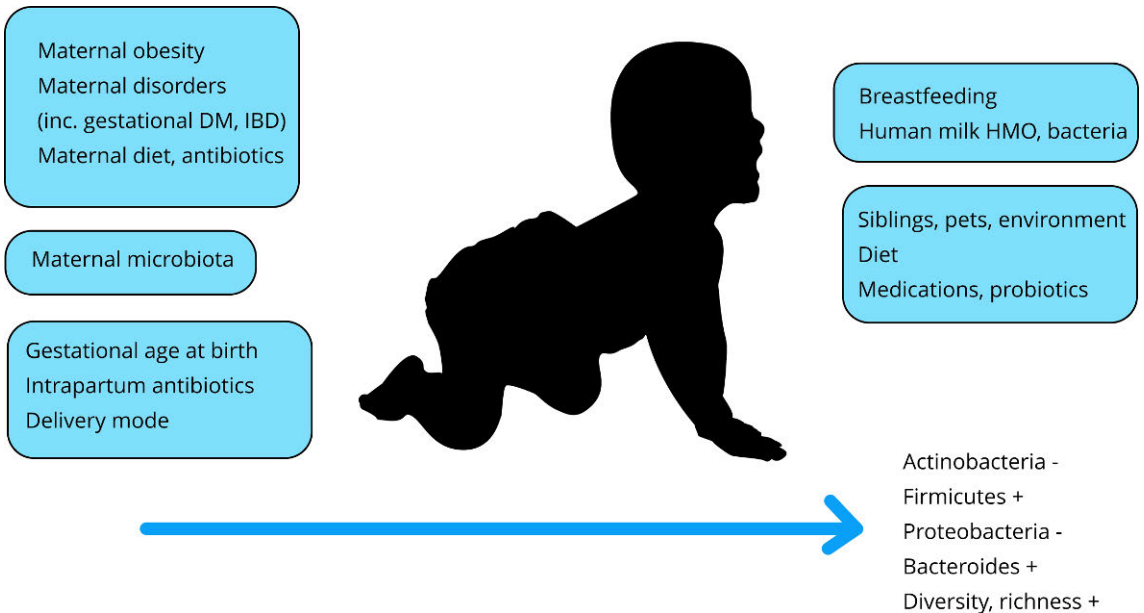 Maternal obesity
Maternal disorders
(inc. gestational DM, IBD)
Maternal diet, antibiotics
Maternal microbiota
Gestational age at birth
Intrapartum antibiotics
Delivery mode
Breastfeeding
Human milk HMO, bacteria
Siblings, pets, environment
Diet
Medications, probiotics
Actinobacteria -
Firmicutes +
Proteobacteria -
Bacteroides +
Diversity, richness +